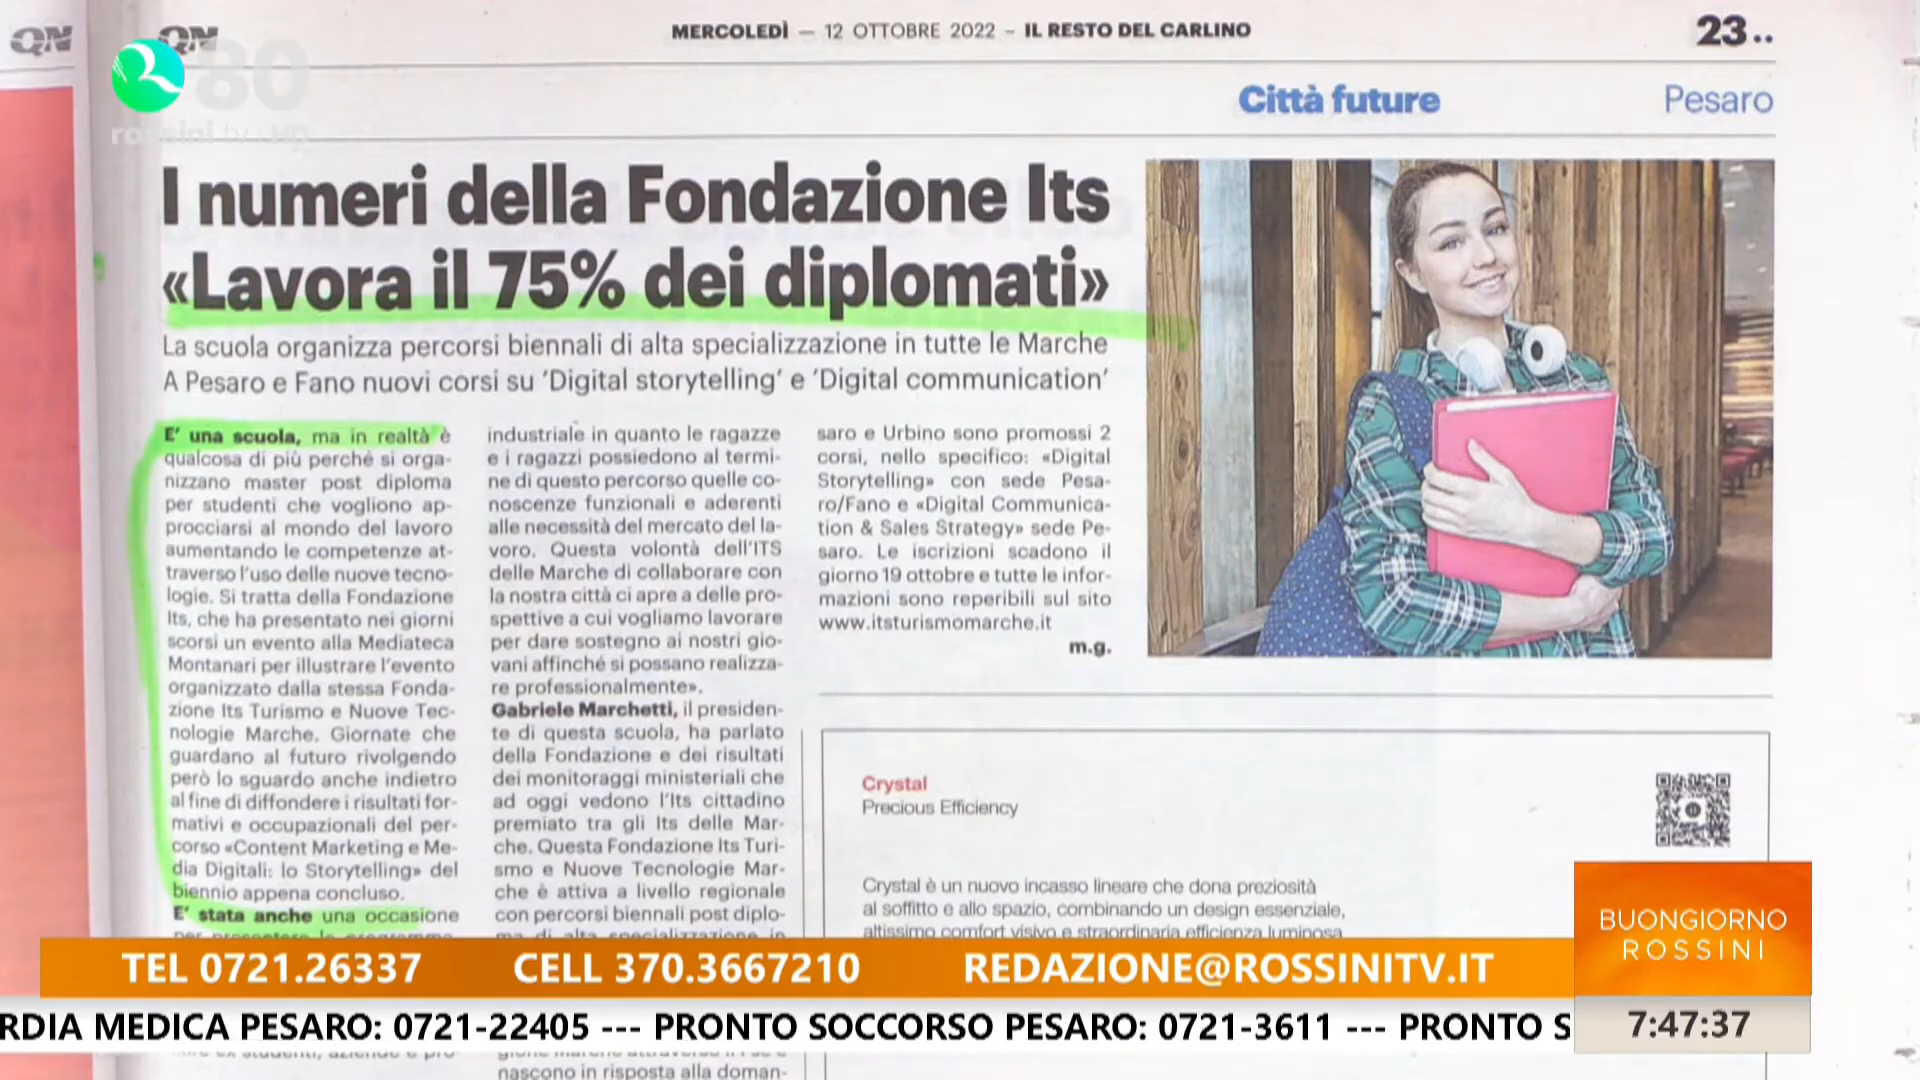 QN
QN
MERCOLEDÌ — 12 OTTOBRE 2022 – IL RESTO DEL CARLINO
23..
80
rossini tv HD
Città future
Pesaro
I numeri della Fondazione Its
«Lavora il 75% dei diplomati»
La scuola organizza percorsi biennali di alta specializzazione in tutte le Marche
A Pesaro e Fano nuovi corsi su ‘Digital storytelling’ e ‘Digital communication’
E’ una scuola, ma in realtà è
qualcosa di più perché si orga-
nizzano master post diploma
per studenti che vogliono ap-
procciarsi al mondo del lavoro
aumentando le competenze at-
traverso l’uso delle nuove tecno-
logie. Si tratta della Fondazione
Its, che ha presentato nei giorni
scorsi un evento alla Mediateca
Montanari per illustrare l’evento
organizzato dalla stessa Fonda-
zione Its Turismo e Nuove Tec-
nologie Marche. Giornate che
guardano al futuro rivolgendo
però lo sguardo anche indietro
al fine di diffondere i risultati for-
mativi e occupazionali del per-
corso «Content Marketing e Me-
dia Digitali: lo Storytelling» del
biennio appena concluso.
E’ stata anche una occasione
industriale in quanto le ragazze
e i ragazzi possiedono al termi-
ne di questo percorso quelle co-
noscenze funzionali e aderenti
alle necessità del mercato del la-
voro. Questa volontà dell’ITS
delle Marche di collaborare con
la nostra città ci apre a delle pro-
spettive a cui vogliamo lavorare
per dare sostegno ai nostri gio-
vani affinché si possano realizza-
re professionalmente».
Gabriele Marchetti, il presiden-
te di questa scuola, ha parlato
della Fondazione e dei risultati
dei monitoraggi ministeriali che
ad oggi vedono l’Its cittadino
premiato tra gli Its delle Mar-
che. Questa Fondazione Its Turi-
smo e Nuove Tecnologie Mar-
che è attiva a livello regionale
con percorsi biennali post diplo-
ma di alta specializzazione in
nascono in risposta alla doman-
saro e Urbino sono promossi 2
corsi, nello specifico: «Digital
Storytelling» con sede Pesa-
ro/Fano e «Digital Communica-
tion & Sales Strategy» sede Pe-
saro. Le iscrizioni scadono il
giorno 19 ottobre e tutte le infor-
mazioni sono reperibili sul sito
www.itsturismomarche.it
m.g.
Crystal
Precious Efficiency
Crystal è un nuovo incasso lineare che dona preziosità
al soffitto e allo spazio, combinando un design essenziale,
altissimo comfort visivo e straordinaria efficienza luminosa
BUONGIORNO
ROSSINI
TEL 0721.26337 CELL 370.3667210 REDAZIONE@ROSSINITV.IT
RDIA MEDICA PESARO: 0721-22405 --- PRONTO SOCCORSO PESARO: 0721-3611 --- PRONTO S
7:47:37